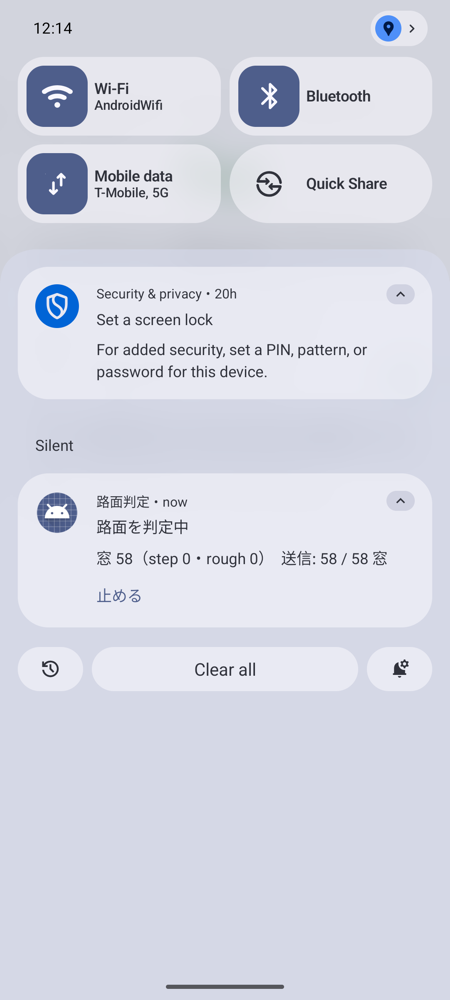 12:14
Wi-Fi
AndroidWifi
Bluetooth
Mobile data
T-Mobile, 5G
Quick Share
Security & privacy • 20h
Set a screen lock
For added security, set a PIN, pattern, or
password for this device.
Silent
路面判定 • now
路面を判定中
窓 58（step 0・rough 0） 送信: 58 / 58 窓
止める
Clear all